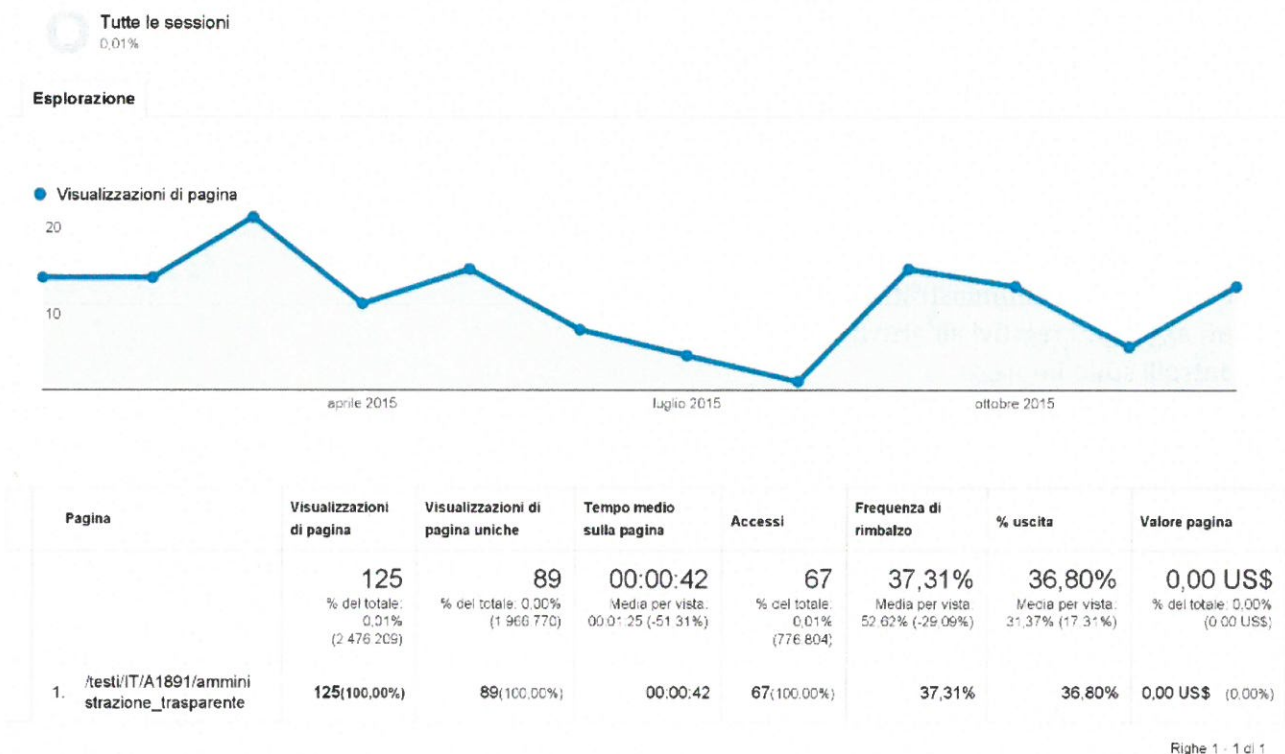 Tutte le sessioni
0,01%
Esplorazione
Visualizzazioni di pagina
20
10
aprile 2015
luglio 2015
ottobre 2015
Pagina
Visualizzazioni
di pagina
Visualizzazioni di
pagina uniche
Tempo medio
sulla pagina
Accessi
Frequenza di
rimbalzo
% uscita
Valore pagina
125
% del totale:
0,01%
(2 476 209)
89
% del totale: 0,00%
(1 966 770)
00:00:42
Media per vista:
00:01:25 (-51.31%)
67
% del totale:
0,01%
(776 804)
37,31%
Media per vista:
52,62% (-29.09%)
36,80%
Media per vista:
31,37% (17.31%)
0,00 US$
% del totale: 0,00%
(0.00 US$)
1.
/testi/IT/A1891/ammini
strazione_trasparente
125(100,00%)
89(100,00%)
00:00:42
67(100.00%)
37,31%
36,80%
0,00 US$ (0.00%)
Righe 1 - 1 di 1